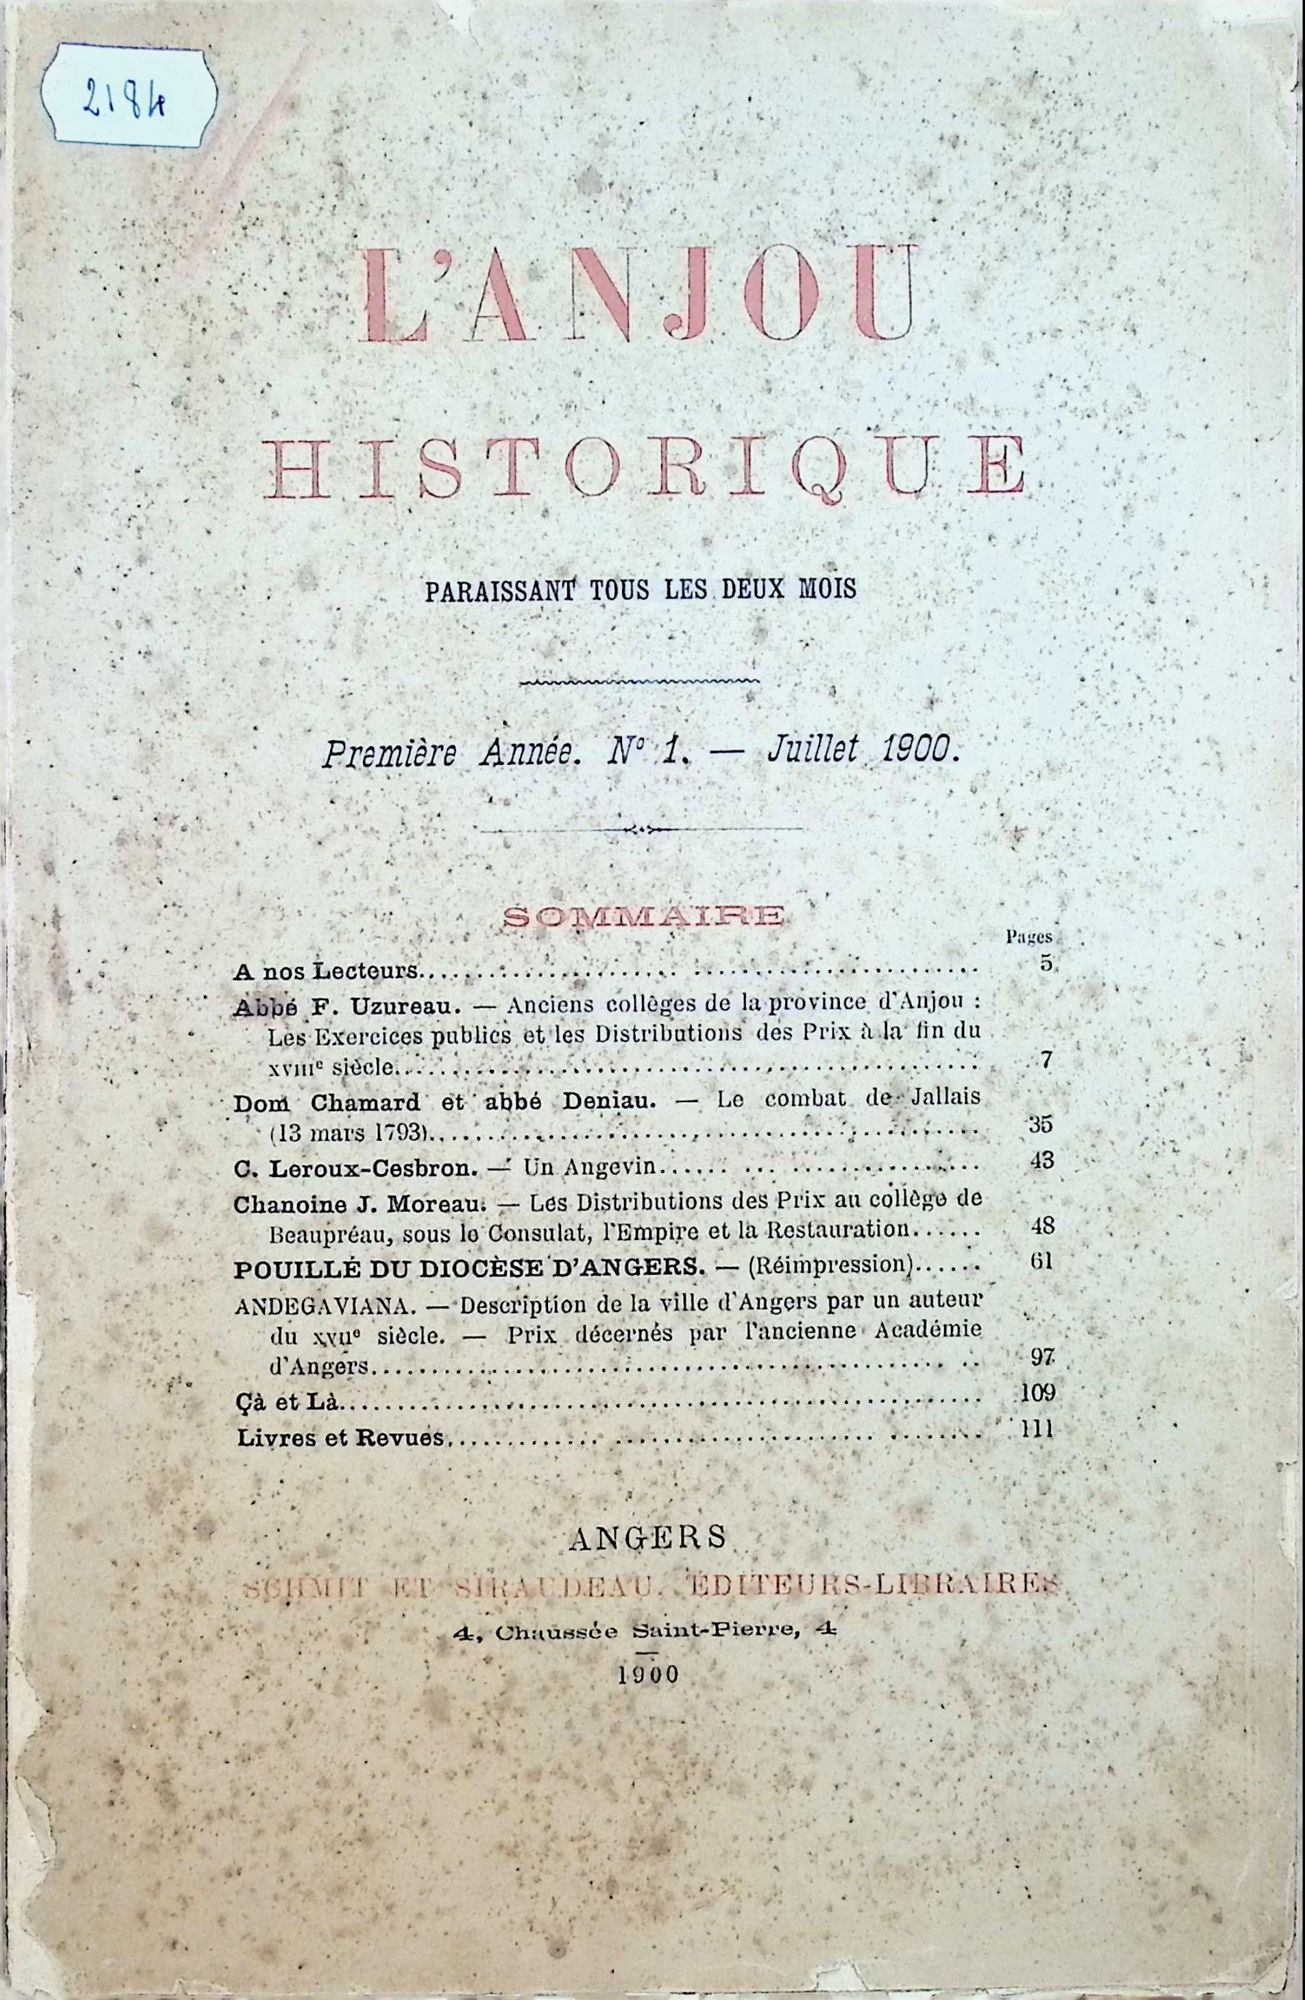 2184
L'ANJOU
HISTORIQUE
PARAISSANT TOUS LES DEUX MOIS
Première Année. N° 1. — Juillet 1900.
SOMMAIRE
Pages
A nos Lecteurs........................................ 5
Abbé F. Uzureau. — Anciens collèges de la province d'Anjou :
Les Exercices publics et les Distributions des Prix à la fin du
XVIIIe siècle........................................ 7
Dom Chamard et abbé Deniau. — Le combat de Jallais
(13 mars 1793)........................................ 35
C. Leroux-Cesbron. — Un Angevin...... ... ................ 43
Chanoine J. Moreau. — Les Distributions des Prix au collège de
Beaupréau, sous le Consulat, l'Empire et la Restauration...... 48
POUILLÉ DU DIOCÈSE D'ANGERS. — (Réimpression)...... 61
ANDEGAVIANA. — Description de la ville d'Angers par un auteur
du XVIIe siècle. — Prix décernés par l'ancienne Académie
d'Angers........................................ .. 97
Çà et Là........................................ 109
Livres et Revues............. ...................... ........ 111
ANGERS
SCHMIT ET SIRAUDEAU, ÉDITEURS-LIBRAIRES
4, Chaussée Saint-Pierre, 4
1900